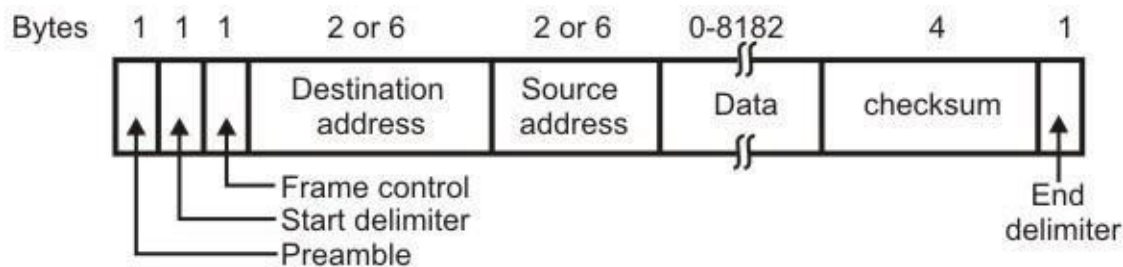 Bytes 1 1 1 2 or 6 2 or 6 0-8182 4 1
Destination address
Source address
Data
checksum
Frame control
Start delimiter
Preamble
End delimiter